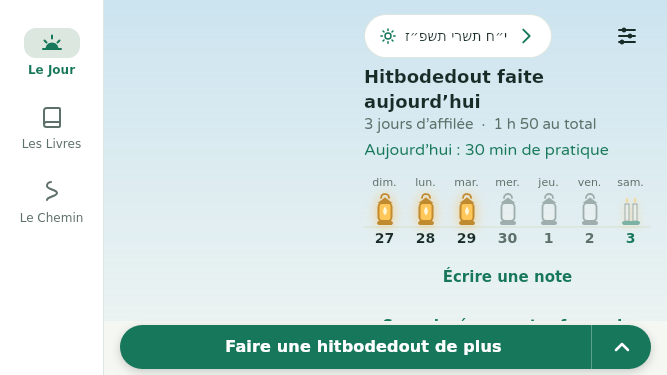 Le Jour
Les Livres
Le Chemin
י״ח תשרי תשפ״ז
Hitbodedout faite
aujourd’hui
3 jours d’affilée · 1 h 50 au total
Aujourd’hui : 30 min de pratique
dim. lun. mar. mer. jeu. ven. sam.
27 28 29 30 1 2 3
Écrire une note
Faire une hitbodedout de plus